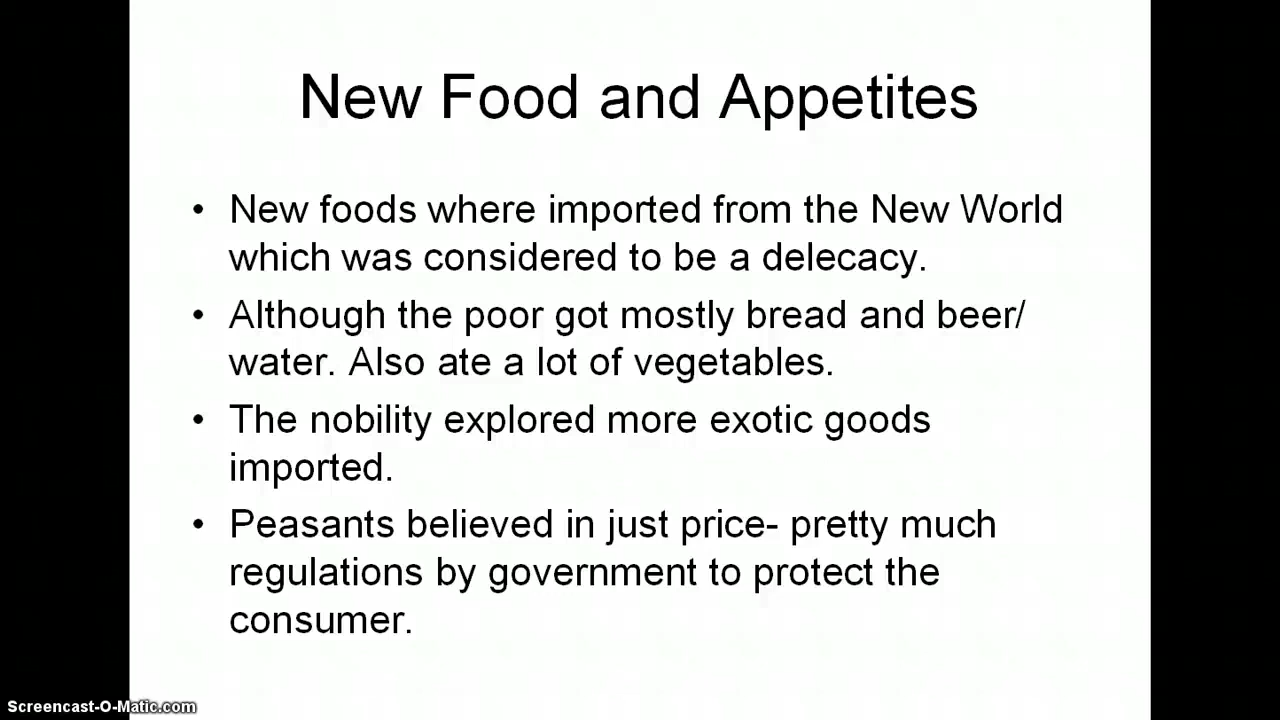 New Food and Appetites
• New foods where imported from the New World
which was considered to be a delecacy.
• Although the poor got mostly bread and beer/
water. Also ate a lot of vegetables.
• The nobility explored more exotic goods
imported.
• Peasants believed in just price- pretty much
regulations by government to protect the
consumer.
Screencast-O-Matic.com